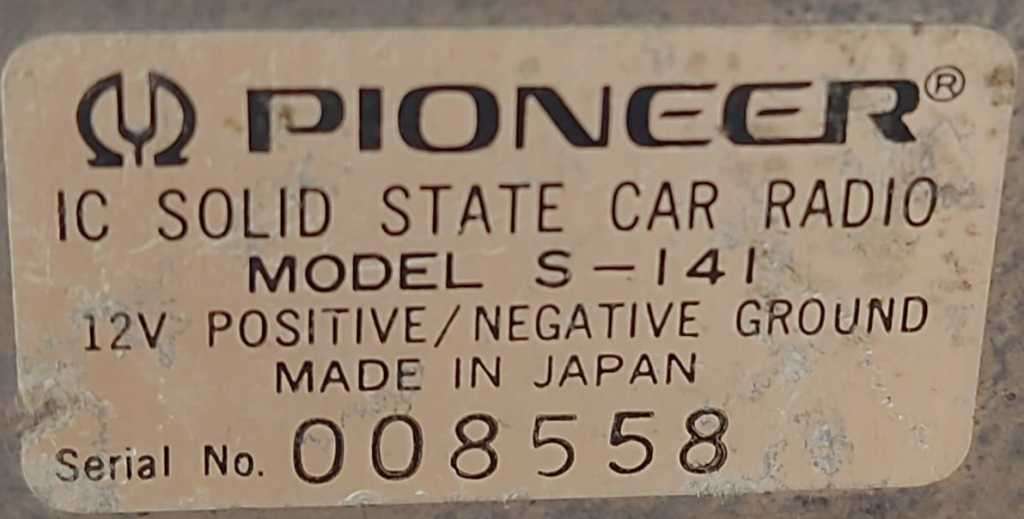 PIONEER®
IC SOLID STATE CAR RADIO
MODEL S-141
12V POSITIVE/NEGATIVE GROUND
MADE IN JAPAN
Serial No. 008558